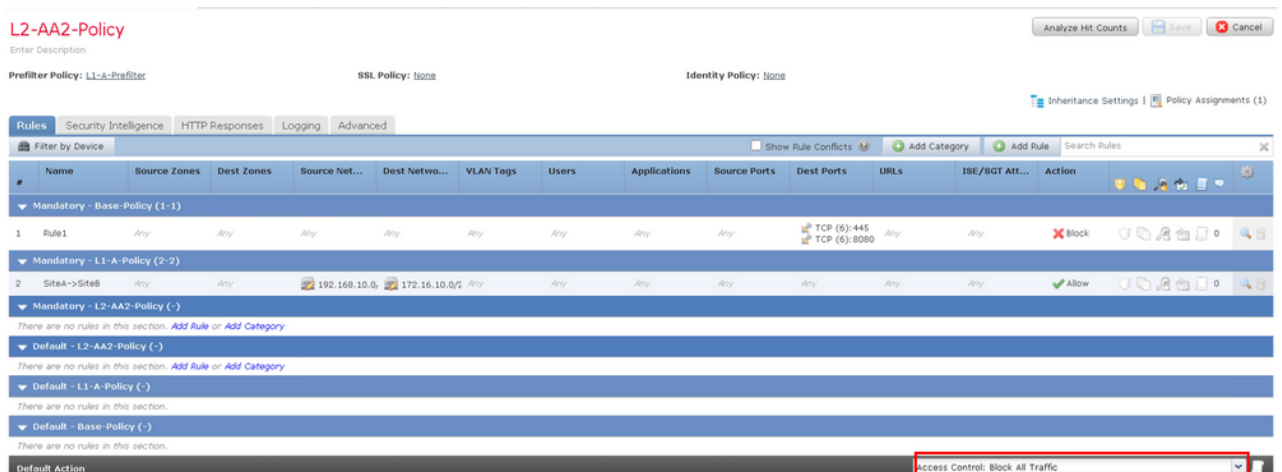 L2-AA2-Policy
Analyze Hit Counts Save Cancel
Enter Description
Prefilter Policy: L1-A-Prefilter SSL Policy: None Identity Policy: None
Inheritance Settings | Policy Assignments (1)
Rules Security Intelligence HTTP Responses Logging Advanced
Filter by Device Show Rule Conflicts Add Category Add Rule Search Rules
# Name Source Zones Dest Zones Source Net... Dest Netwo... VLAN Tags Users Applications Source Ports Dest Ports URLs ISE/SGT Att... Action
Mandatory - Base-Policy (1-1)
1 Rule1 Any Any Any Any Any Any Any Any TCP (6):445 Any Any Block 0
TCP (6):8080
Mandatory - L1-A-Policy (2-2)
2 SiteA->SiteB Any Any 192.168.10.0/ 172.16.10.0/2 Any Any Any Any Any Any Any Allow 0
Mandatory - L2-AA2-Policy (-)
There are no rules in this section. Add Rule or Add Category
Default - L2-AA2-Policy (-)
There are no rules in this section. Add Rule or Add Category
Default - L1-A-Policy (-)
There are no rules in this section.
Default - Base-Policy (-)
There are no rules in this section.
Default Action Access Control: Block All Traffic